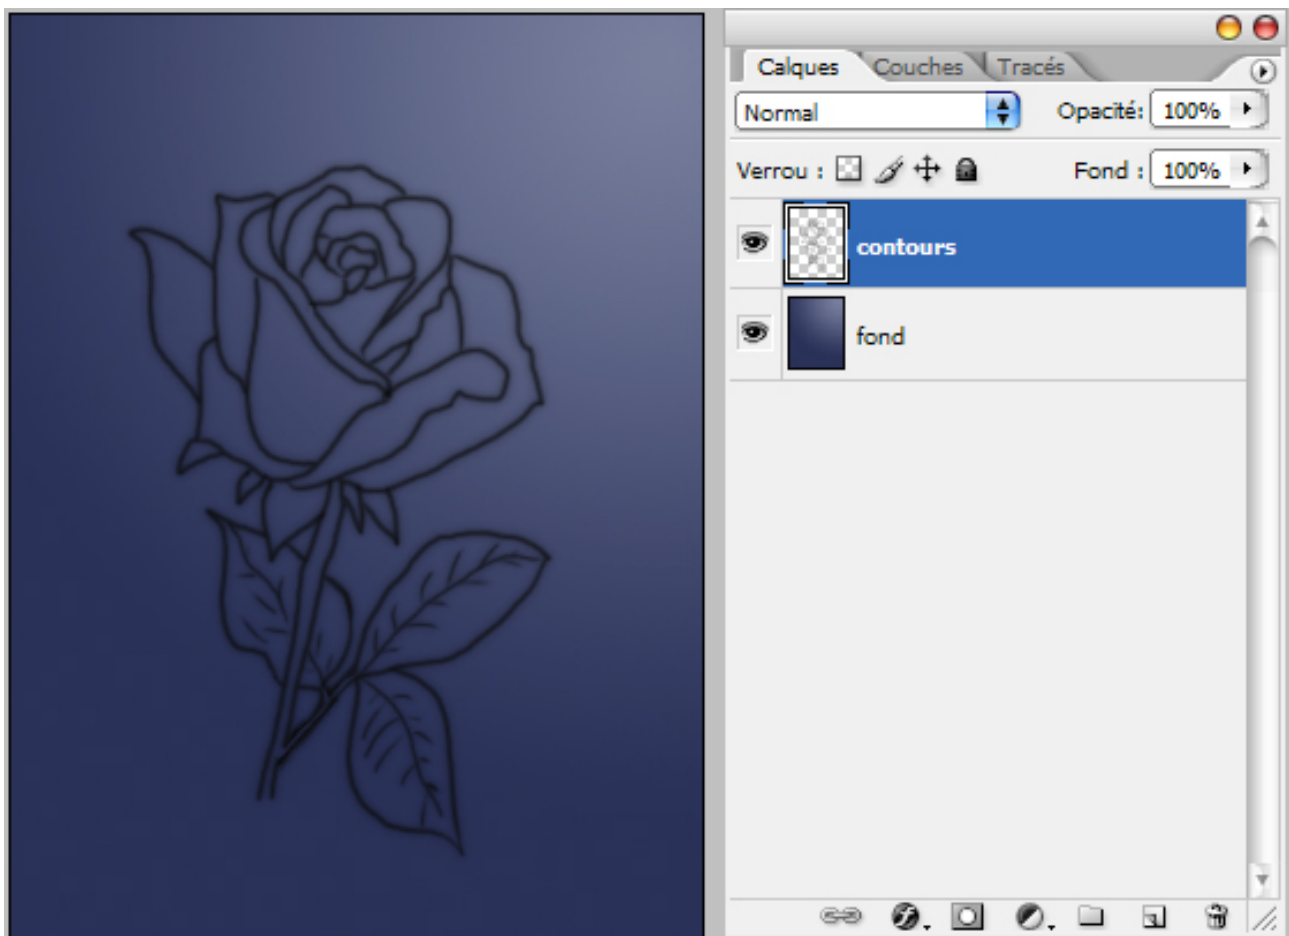 Calques Couches Tracés
Normal Opacité: 100%
Verrou : Fond : 100%
contours
fond